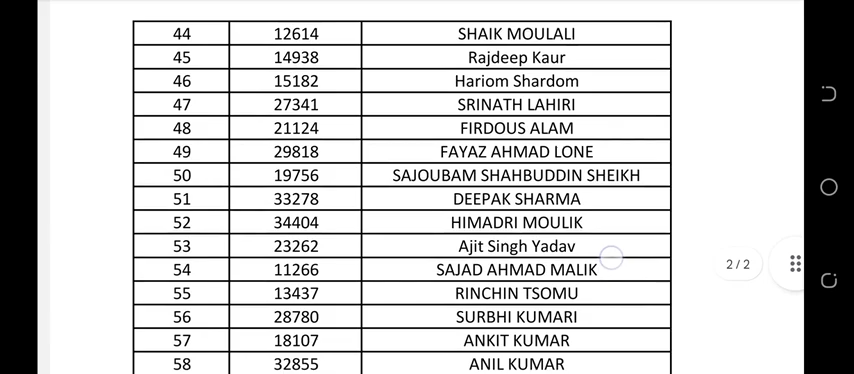 44 12614 SHAIK MOULALI
45 14938 Rajdeep Kaur
46 15182 Hariom Shardom
47 27341 SRINATH LAHIRI
48 21124 FIRDOUS ALAM
49 29818 FAYAZ AHMAD LONE
50 19756 SAJOUBAM SHAHBUDDIN SHEIKH
51 33278 DEEPAK SHARMA
52 34404 HIMADRI MOULIK
53 23262 Ajit Singh Yadav
2 / 2
54 11266 SAJAD AHMAD MALIK
55 13437 RINCHIN TSOMU
56 28780 SURBHI KUMARI
57 18107 ANKIT KUMAR
58 32855 ANIL KUMAR